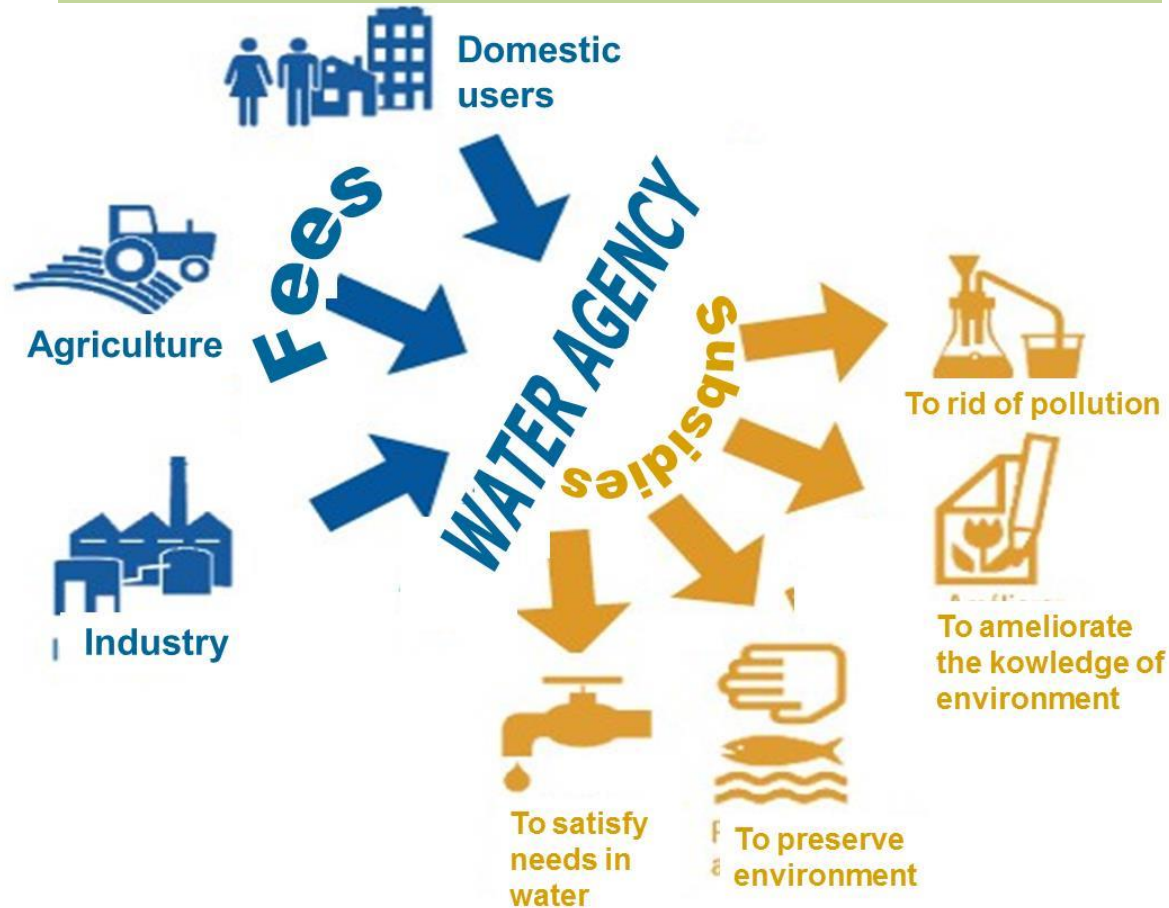 Domestic
users
Fees
Agriculture
WATER AGENCY
Subsidies
To rid of pollution
Industry
To ameliorate
the kowledge of
environment
To satisfy
needs in
water
To preserve
environment